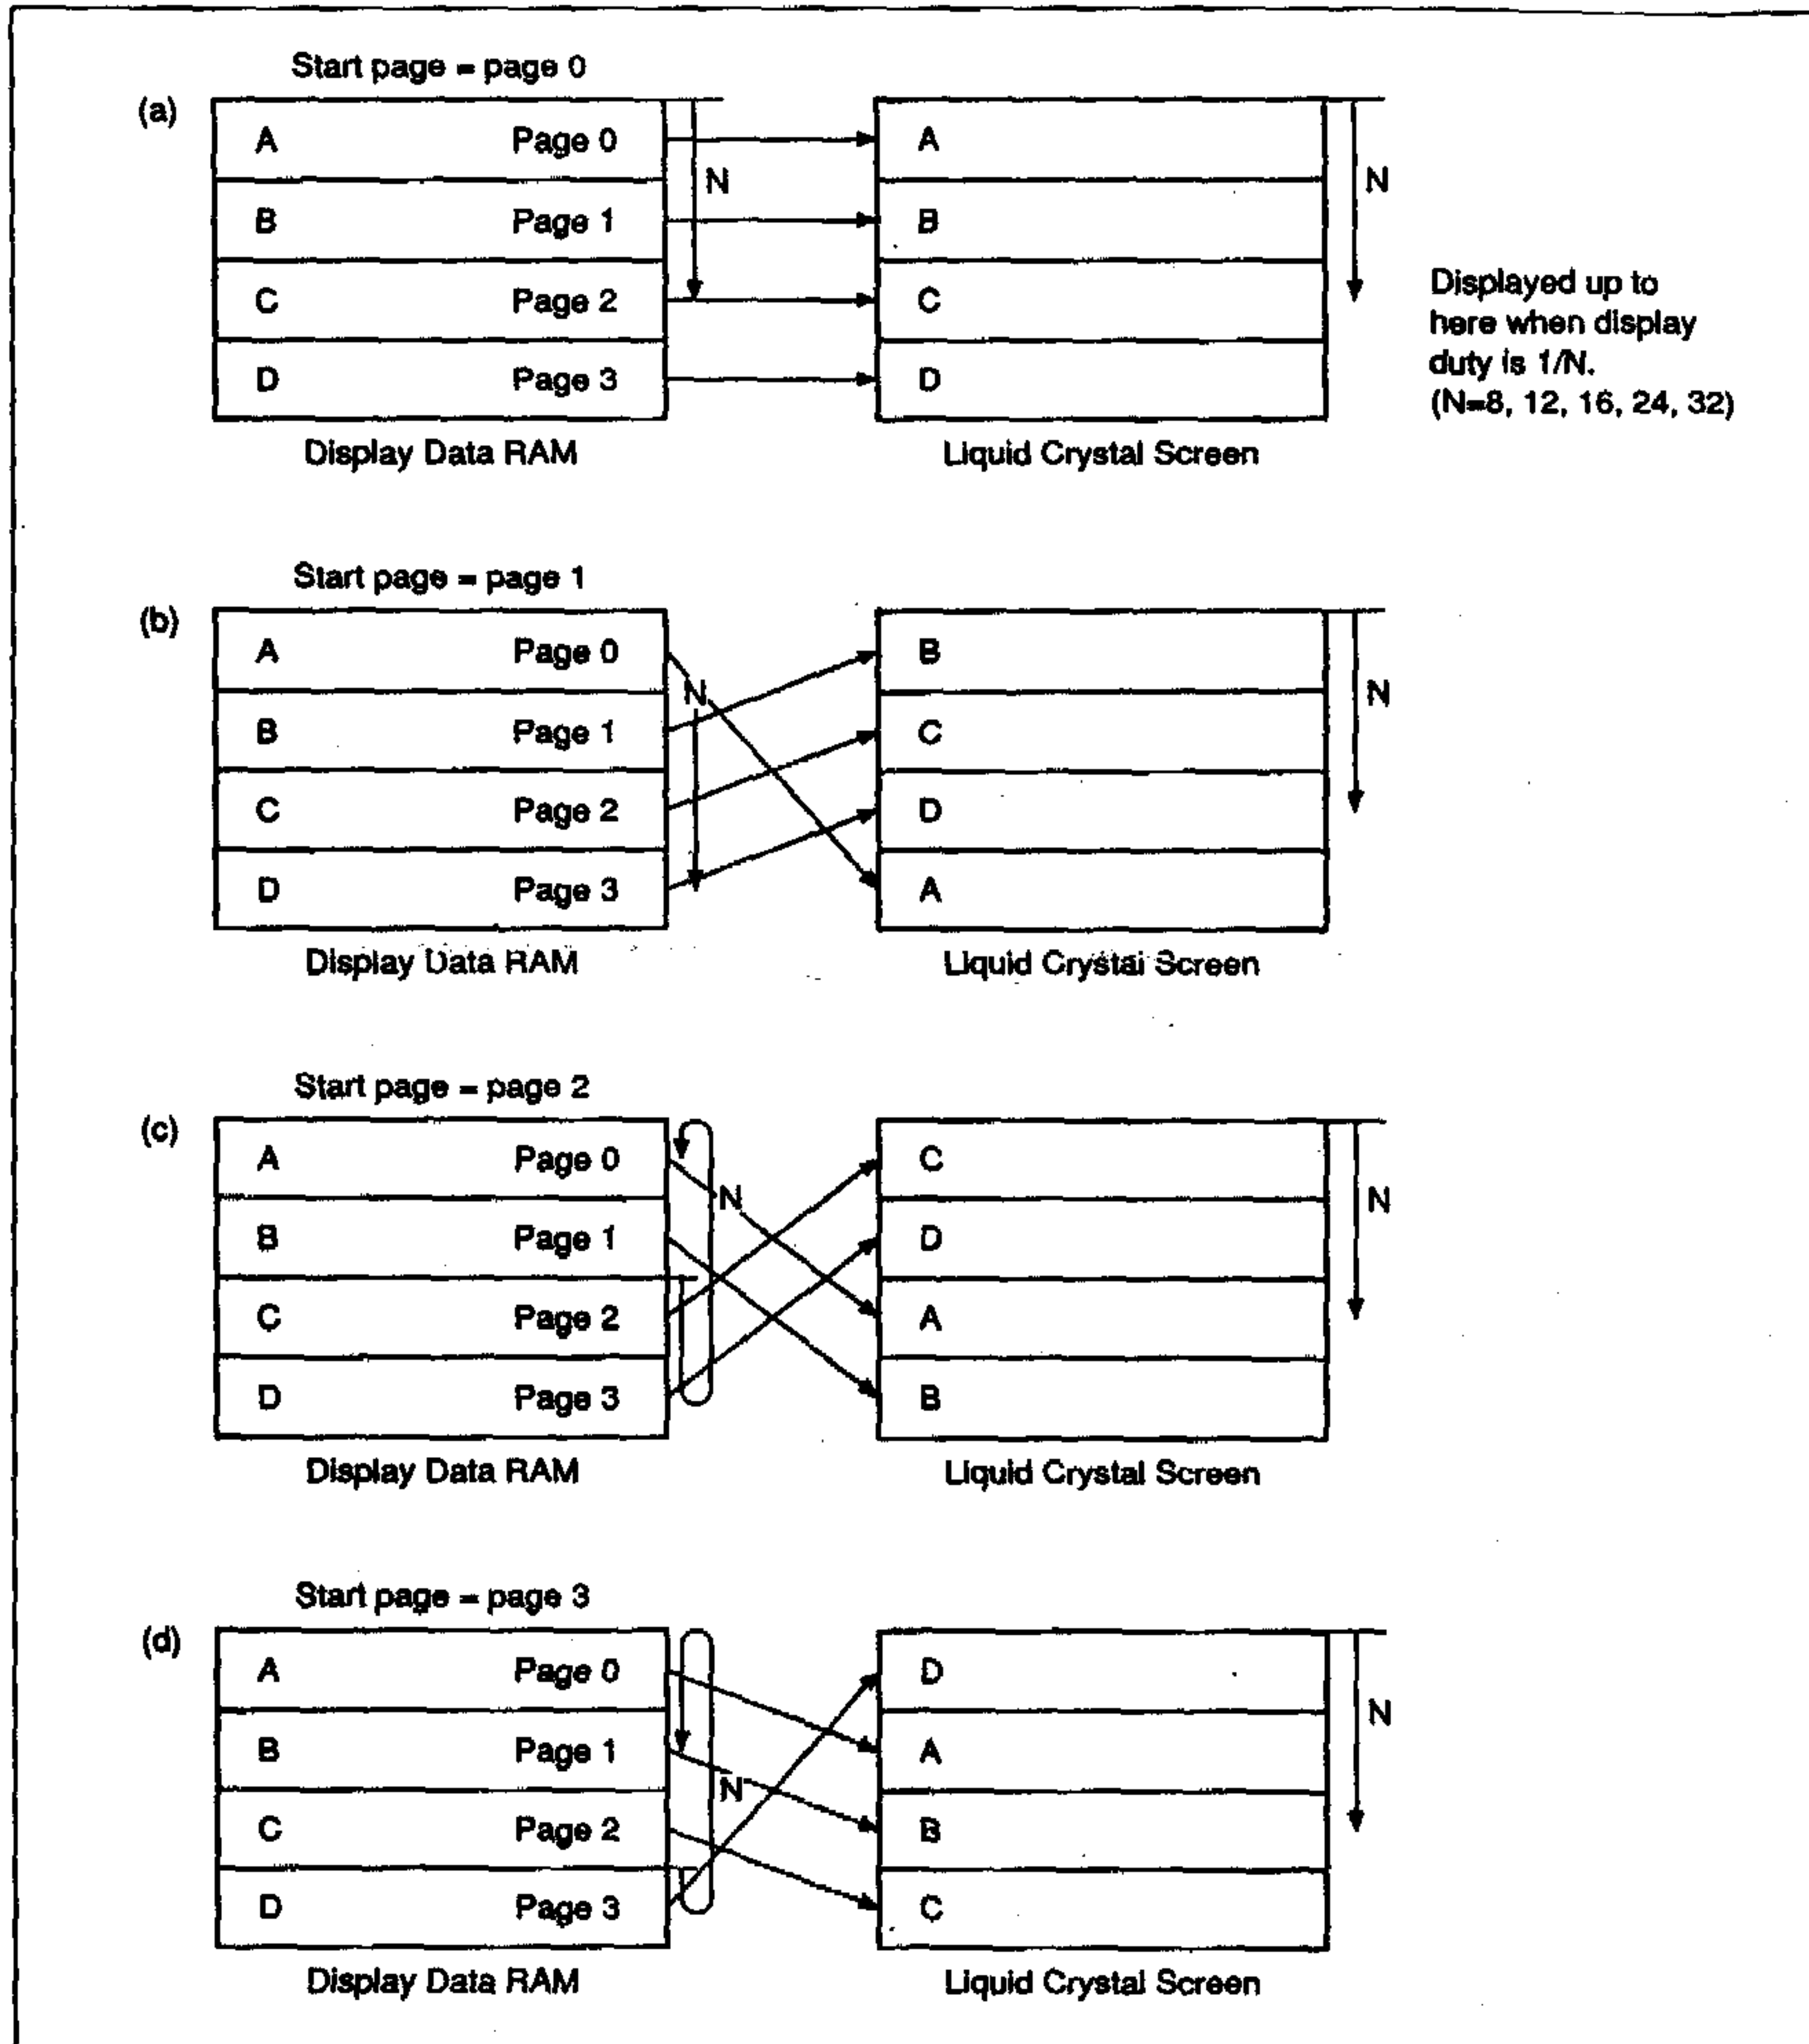 Start page = page 0
(a)
A Page 0 A
N N
B Page 1 B
C Page 2 C
D Page 3 D
Displayed up to
here when display
duty is 1/N.
(N=8, 12, 16, 24, 32)
Display Data RAM Liquid Crystal Screen
Start page = page 1
(b)
A Page 0 B
N N
B Page 1 C
C Page 2 D
D Page 3 A
Display Data RAM Liquid Crystal Screen
Start page = page 2
(c)
A Page 0 C
N N
B Page 1 D
C Page 2 A
D Page 3 B
Display Data RAM Liquid Crystal Screen
Start page = page 3
(d)
A Page 0 D
N
B Page 1 A
N
C Page 2 B
D Page 3 C
Display Data RAM Liquid Crystal Screen